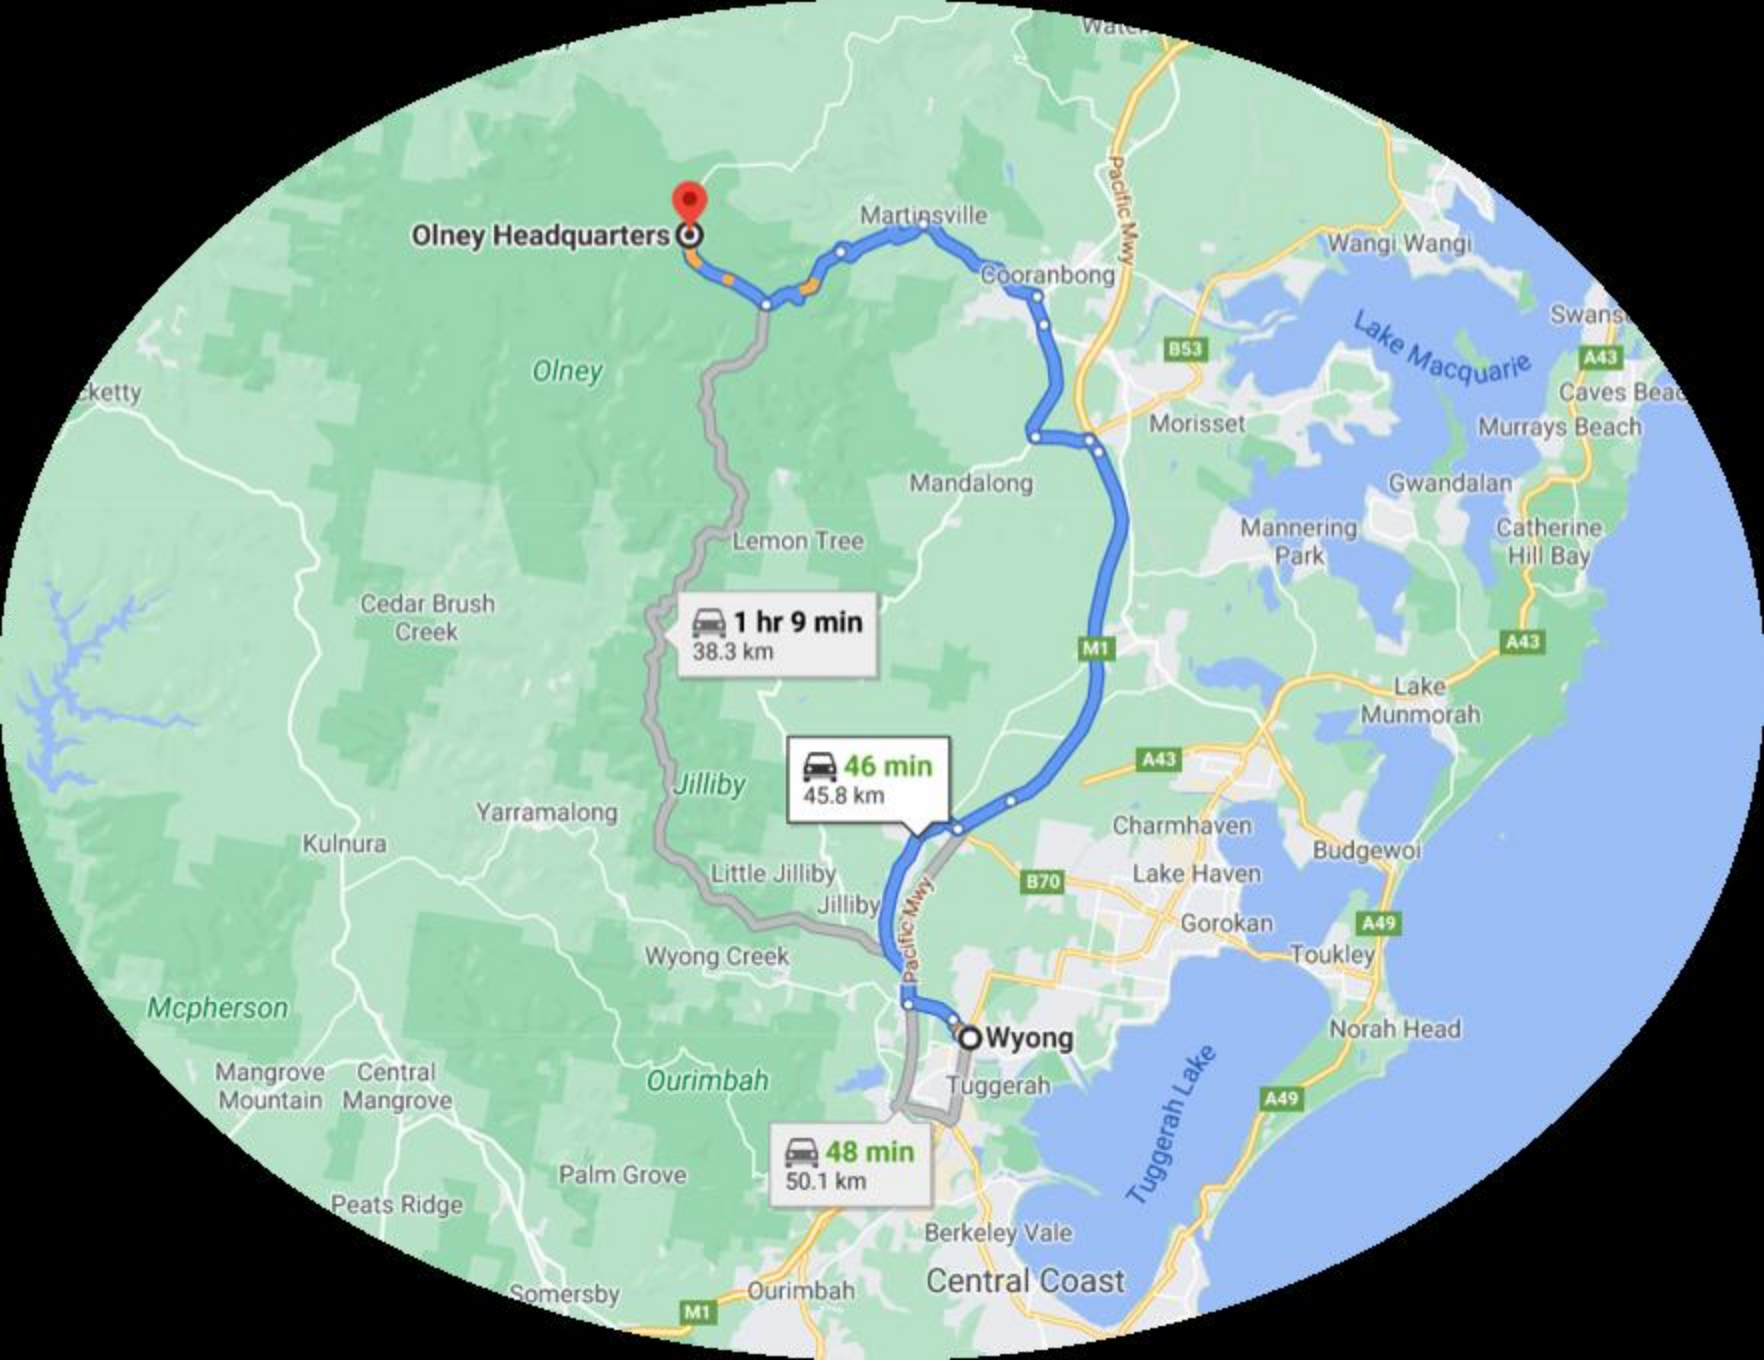 Pacific Mwy
Martinsville
Olney Headquarters
Wangi Wangi
Cooranbong
Lake Macquarie
B53
A43
Olney
Caves Beac
Morisset
Murrays Beach
Mandalong
Gwandalan
Lemon Tree
Mannering
Park
Catherine
Hill Bay
Cedar Brush
Creek
1 hr 9 min
38.3 km
M1
A43
Lake
Munmorah
A43
46 min
45.8 km
Jilliby
Yarramalong
Charmhaven
Kulnura
Budgewoi
Little Jilliby
B70
Lake Haven
Jilliby
Pacific Mwy
Gorokan
A49
Wyong Creek
Toukley
Mcpherson
Norah Head
Wyong
Mangrove
Mountain
Central
Mangrove
Ourimbah
Tuggerah
Tuggerah Lake
A49
48 min
50.1 km
Palm Grove
Peats Ridge
Berkeley Vale
Central Coast
Somersby
Ourimbah
M1